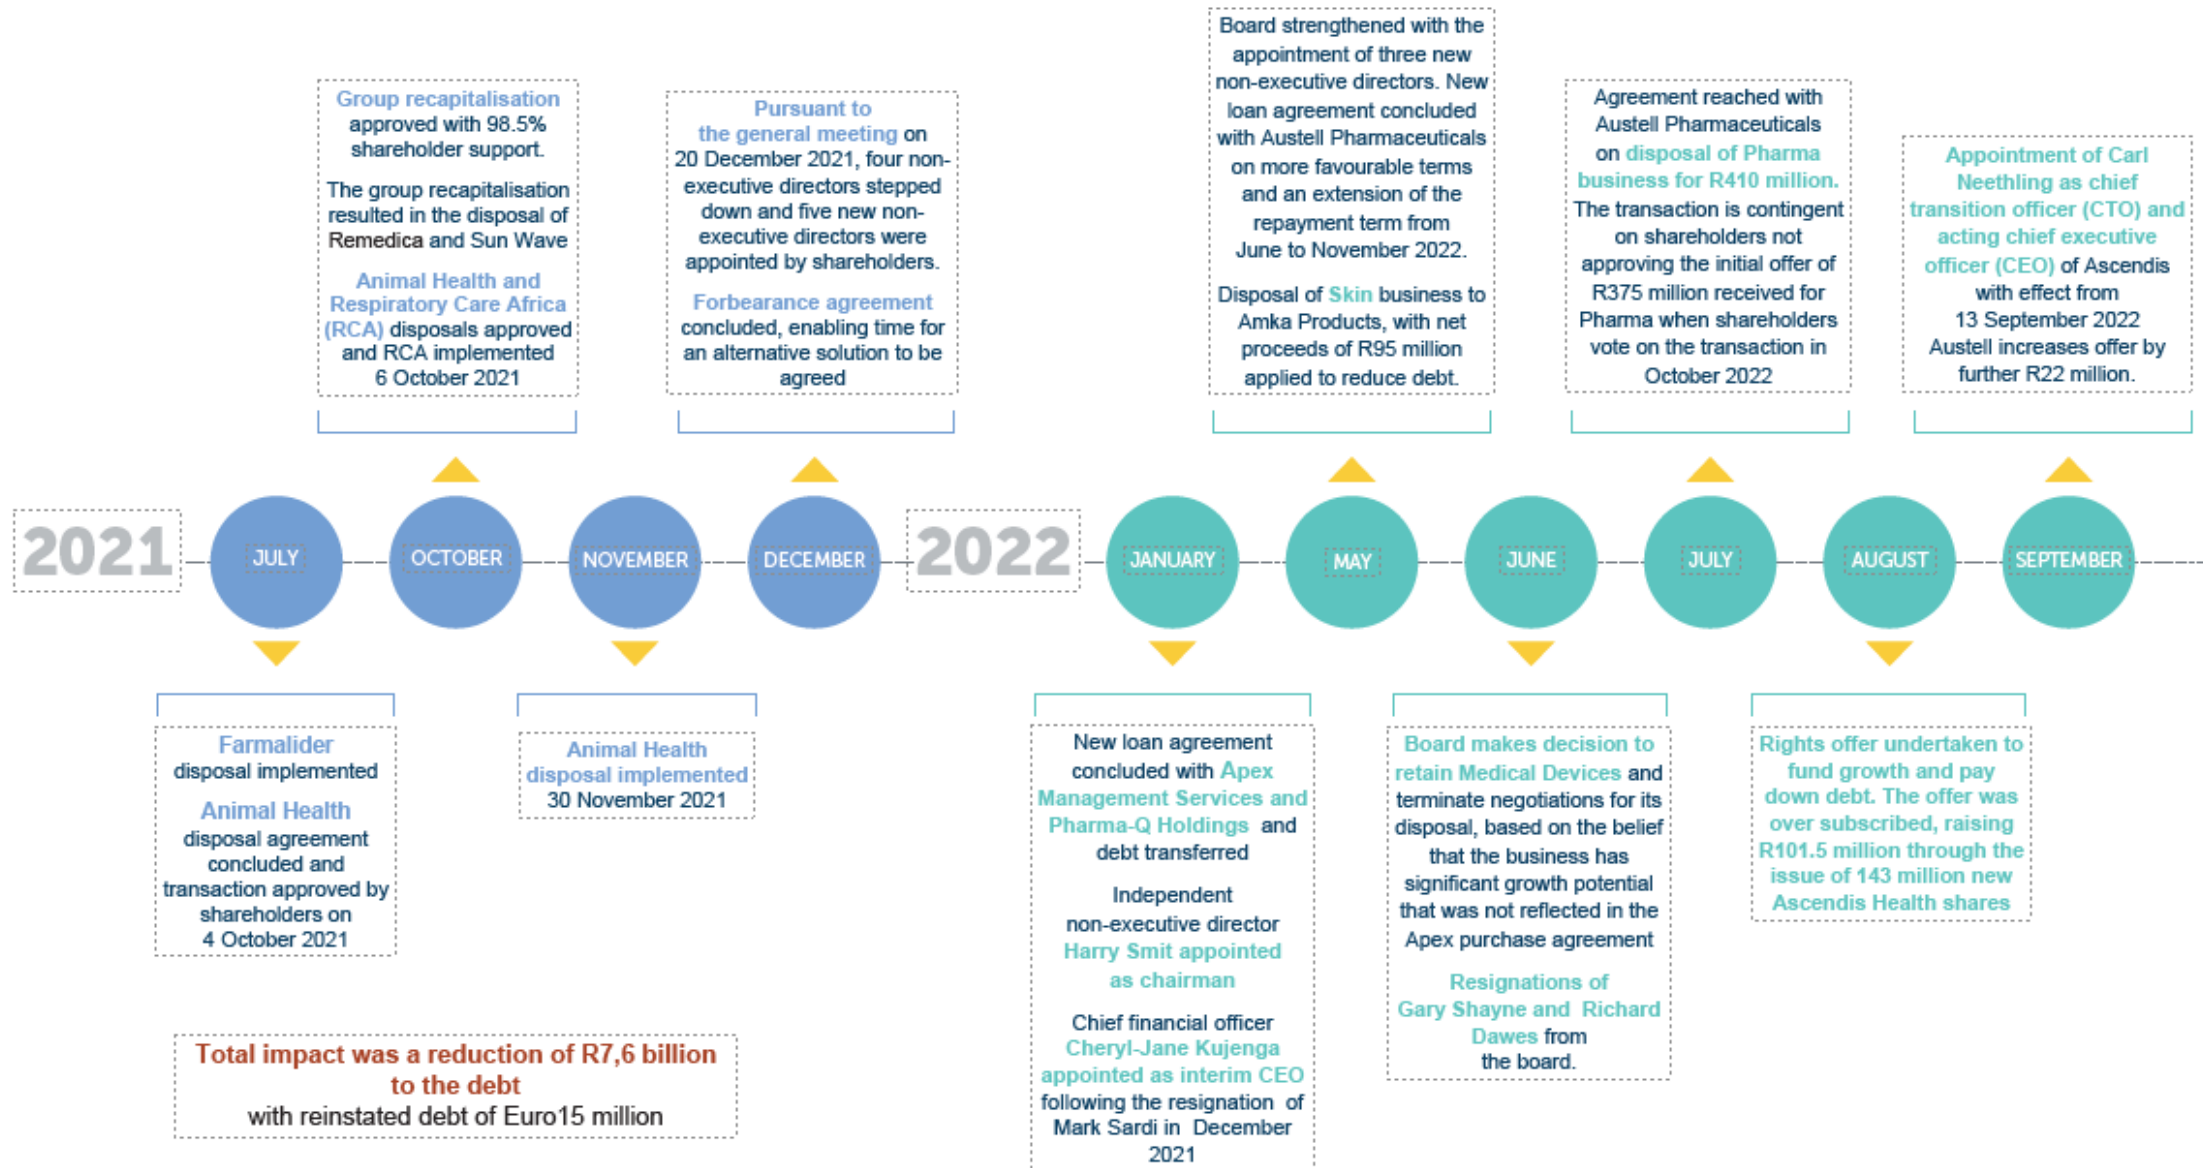 Group recapitalisation
approved with 98.5%
shareholder support.
The group recapitalisation
resulted in the disposal of
Remedica and Sun Wave
Animal Health and
Respiratory Care Africa
(RCA) disposals approved
and RCA implemented
6 October 2021
Pursuant to
the general meeting on
20 December 2021, four non-
executive directors stepped
down and five new non-
executive directors were
appointed by shareholders.
Forbearance agreement
concluded, enabling time for
an alternative solution to be
agreed
Board strengthened with the
appointment of three new
non-executive directors. New
loan agreement concluded
with Austell Pharmaceuticals
on more favourable terms
and an extension of the
repayment term from
June to November 2022.
Disposal of Skin business to
Amka Products, with net
proceeds of R95 million
applied to reduce debt.
Agreement reached with
Austell Pharmaceuticals
on disposal of Pharma
business for R410 million.
The transaction is contingent
on shareholders not
approving the initial offer of
R375 million received for
Pharma when shareholders
vote on the transaction in
October 2022
Appointment of Carl
Neethling as chief
transition officer (CTO) and
acting chief executive
officer (CEO) of Ascendis
with effect from
13 September 2022
Austell increases offer by
further R22 million.
2021
JULY
OCTOBER
NOVEMBER
DECEMBER
2022
JANUARY
MAY
JUNE
JULY
AUGUST
SEPTEMBER
Farmalider
disposal implemented
Animal Health
disposal agreement
concluded and
transaction approved by
shareholders on
4 October 2021
Animal Health
disposal implemented
30 November 2021
New loan agreement
concluded with Apex
Management Services and
Pharma-Q Holdings and
debt transferred
Independent
non-executive director
Harry Smit appointed
as chairman
Chief financial officer
Cheryl-Jane Kujenga
appointed as interim CEO
following the resignation of
Mark Sardi in December
2021
Board makes decision to
retain Medical Devices and
terminate negotiations for its
disposal, based on the belief
that the business has
significant growth potential
that was not reflected in the
Apex purchase agreement
Resignations of
Gary Shayne and Richard
Dawes from
the board.
Rights offer undertaken to
fund growth and pay
down debt. The offer was
over subscribed, raising
R101.5 million through the
issue of 143 million new
Ascendis Health shares
Total impact was a reduction of R7,6 billion
to the debt
with reinstated debt of Euro15 million